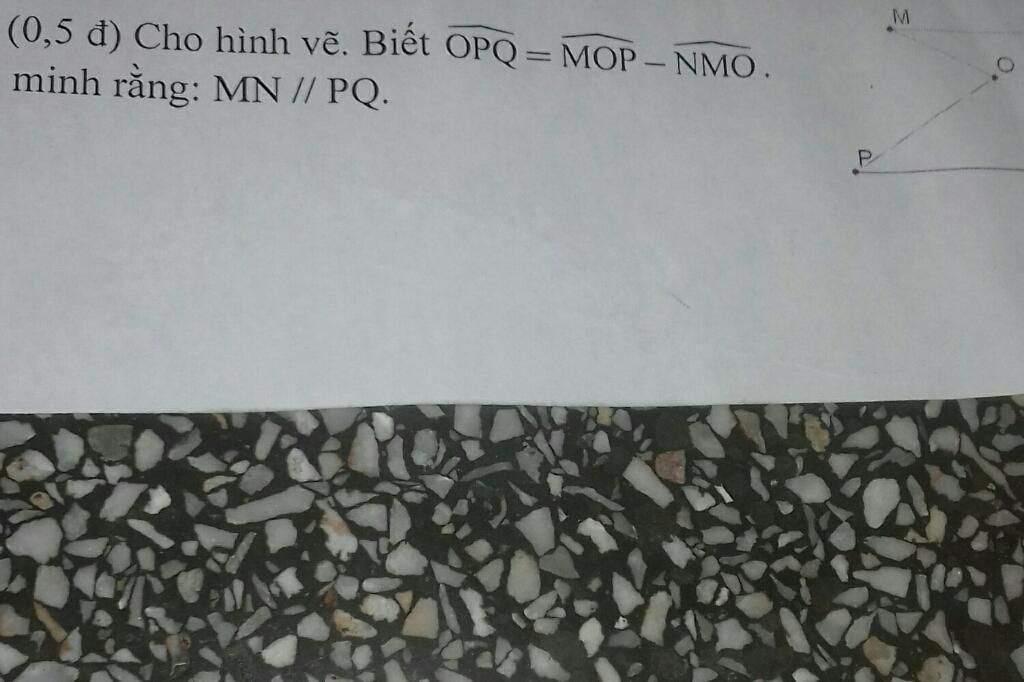 (0,5 đ) Cho hình vẽ. Biết OPQ = MOP – NMO.
minh rằng: MN // PQ.
M
O
P